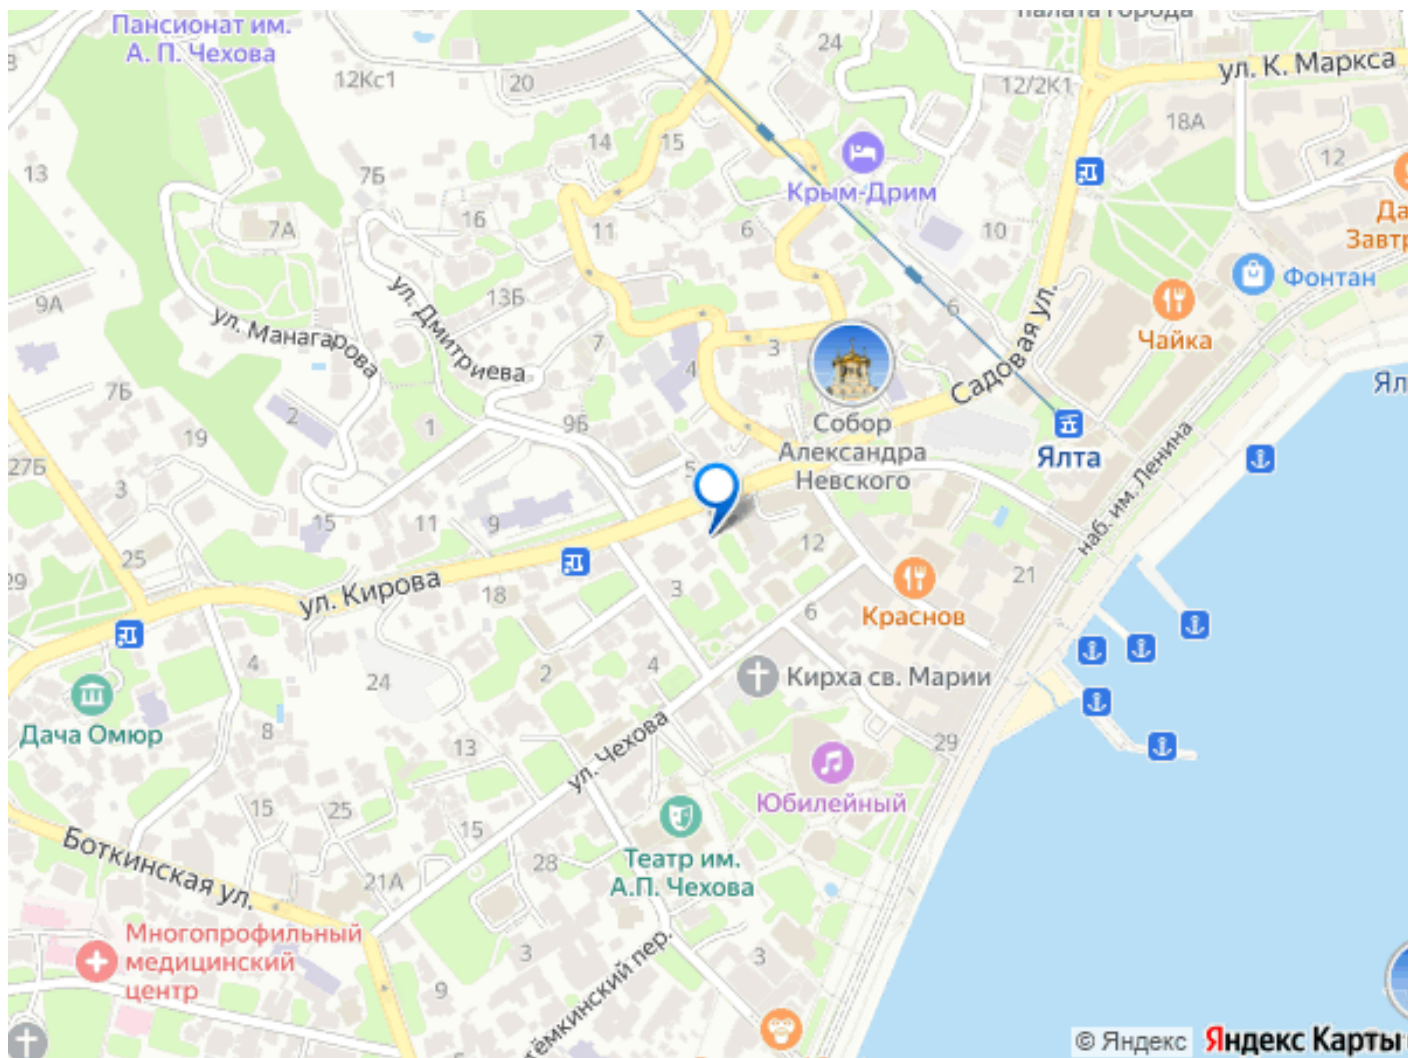 Пансионат им.
А. П. Чехова
палата города
24
ул. К. Маркса
12Кс1
20
12/2К1
18А
14
15
12
13
7Б
Крым-Дрим
16
7А
11
6
10
Завтр
9А
ул. Дмитриева
13Б
6
Фонтан
ул. Манагарова
7
3
Чайка
4
Садовая ул.
Ял
7Б
2
1
9Б
Собор
Александра
Невского
19
Ялта
27Б
3
5
наб. им. Ленина
15
11
9
12
25
29
ул. Кирова
18
3
21
Краснов
6
4
2
4
Кирха св. Марии
24
Дача Омюр
8
13
ул. Чехова
29
15
25
15
Юбилейный
Боткинская ул.
21А
28
Театр им.
А.П. Чехова
Многопрофильный
медицинский
центр
3
3
9
тёмкинский пер.
© Яндекс
Яндекс Карты